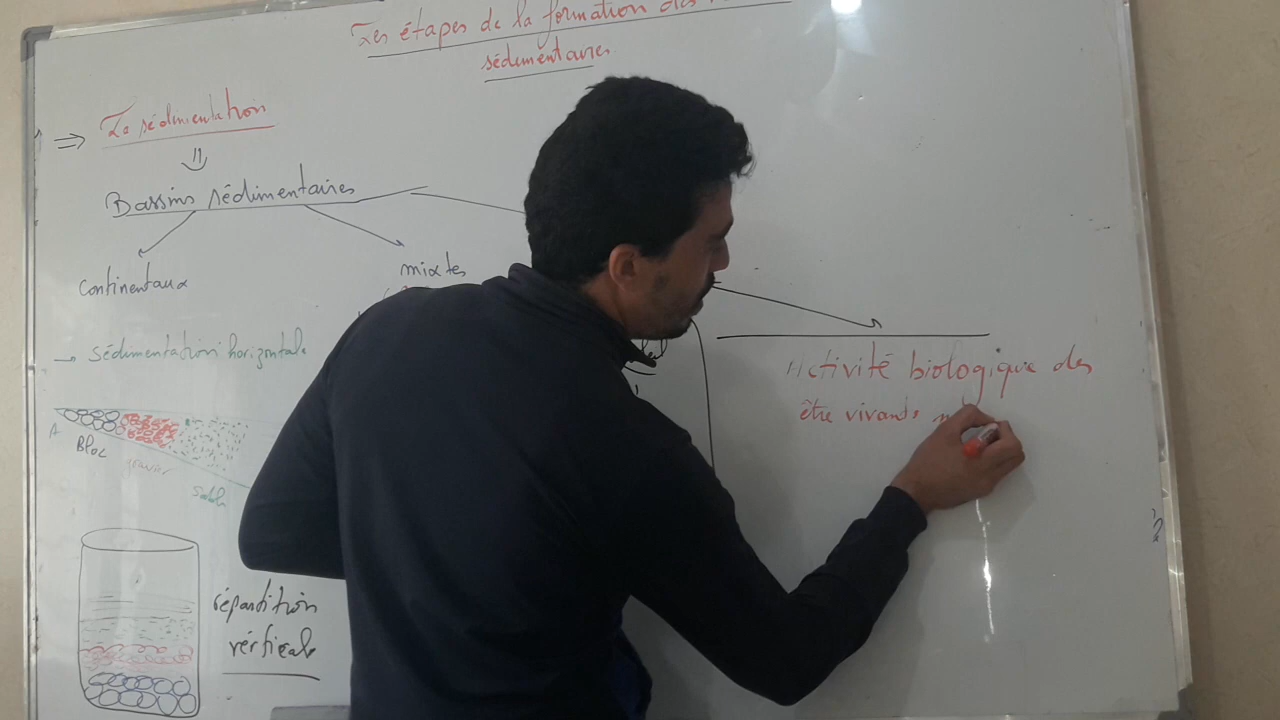 Les étapes de la formation des
sédimentaires
⇒ La sédimentation
Bassins sédimentaires
continentaux
mixtes
→ sédimentation horizontale
A
Bloc
gravier
Sable
répartition
verticale
Activité biologique des
être vivants